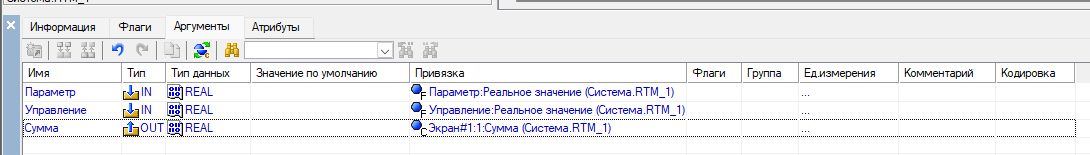 Система.RTM_1
Информация Флаги Аргументы Атрибуты
Имя Тип Тип данных Значение по умолчанию Привязка Флаги Группа Ед.измерения Комментарий Кодировка
Параметр IN REAL Параметр:Реальное значение (Система.RTM_1) ...
Управление IN REAL Управление:Реальное значение (Система.RTM_1) ...
Сумма OUT REAL Экран#1:1:Сумма (Система.RTM_1) ...